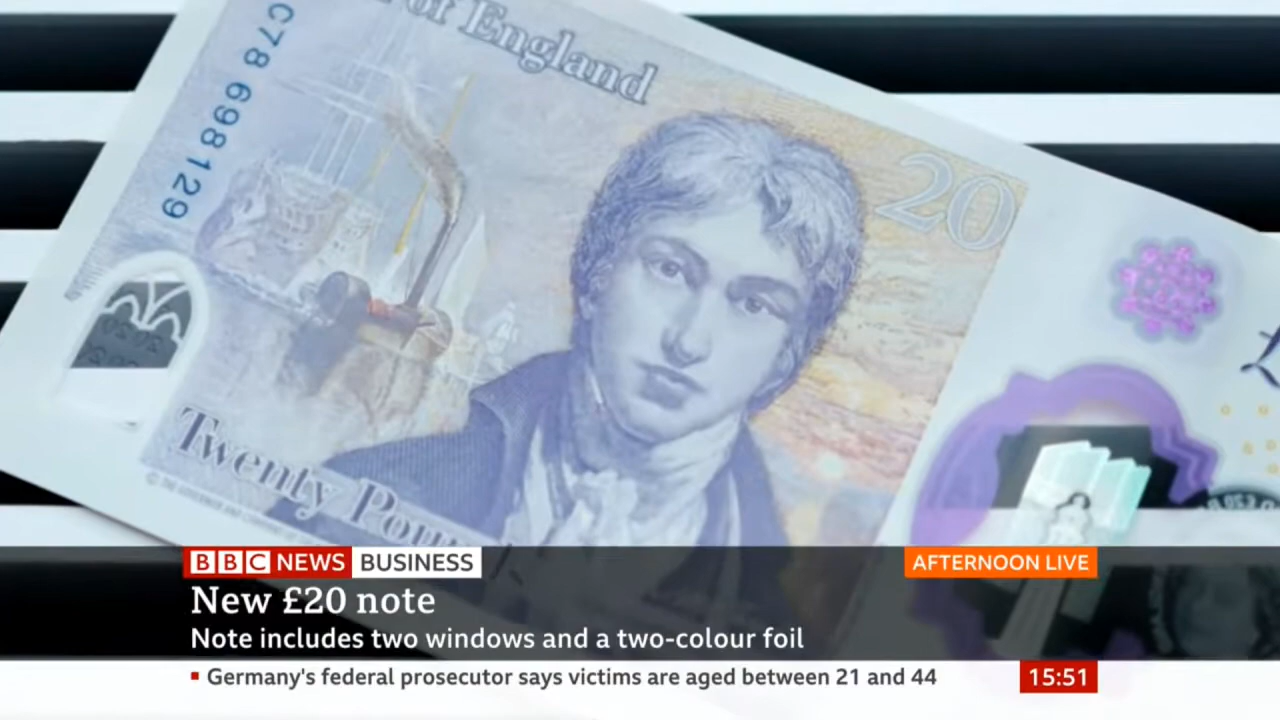 of England
C78 698129
20
Twenty Poun
BBC NEWS BUSINESS
AFTERNOON LIVE
New £20 note
Note includes two windows and a two-colour foil
Germany's federal prosecutor says victims are aged between 21 and 44
15:51